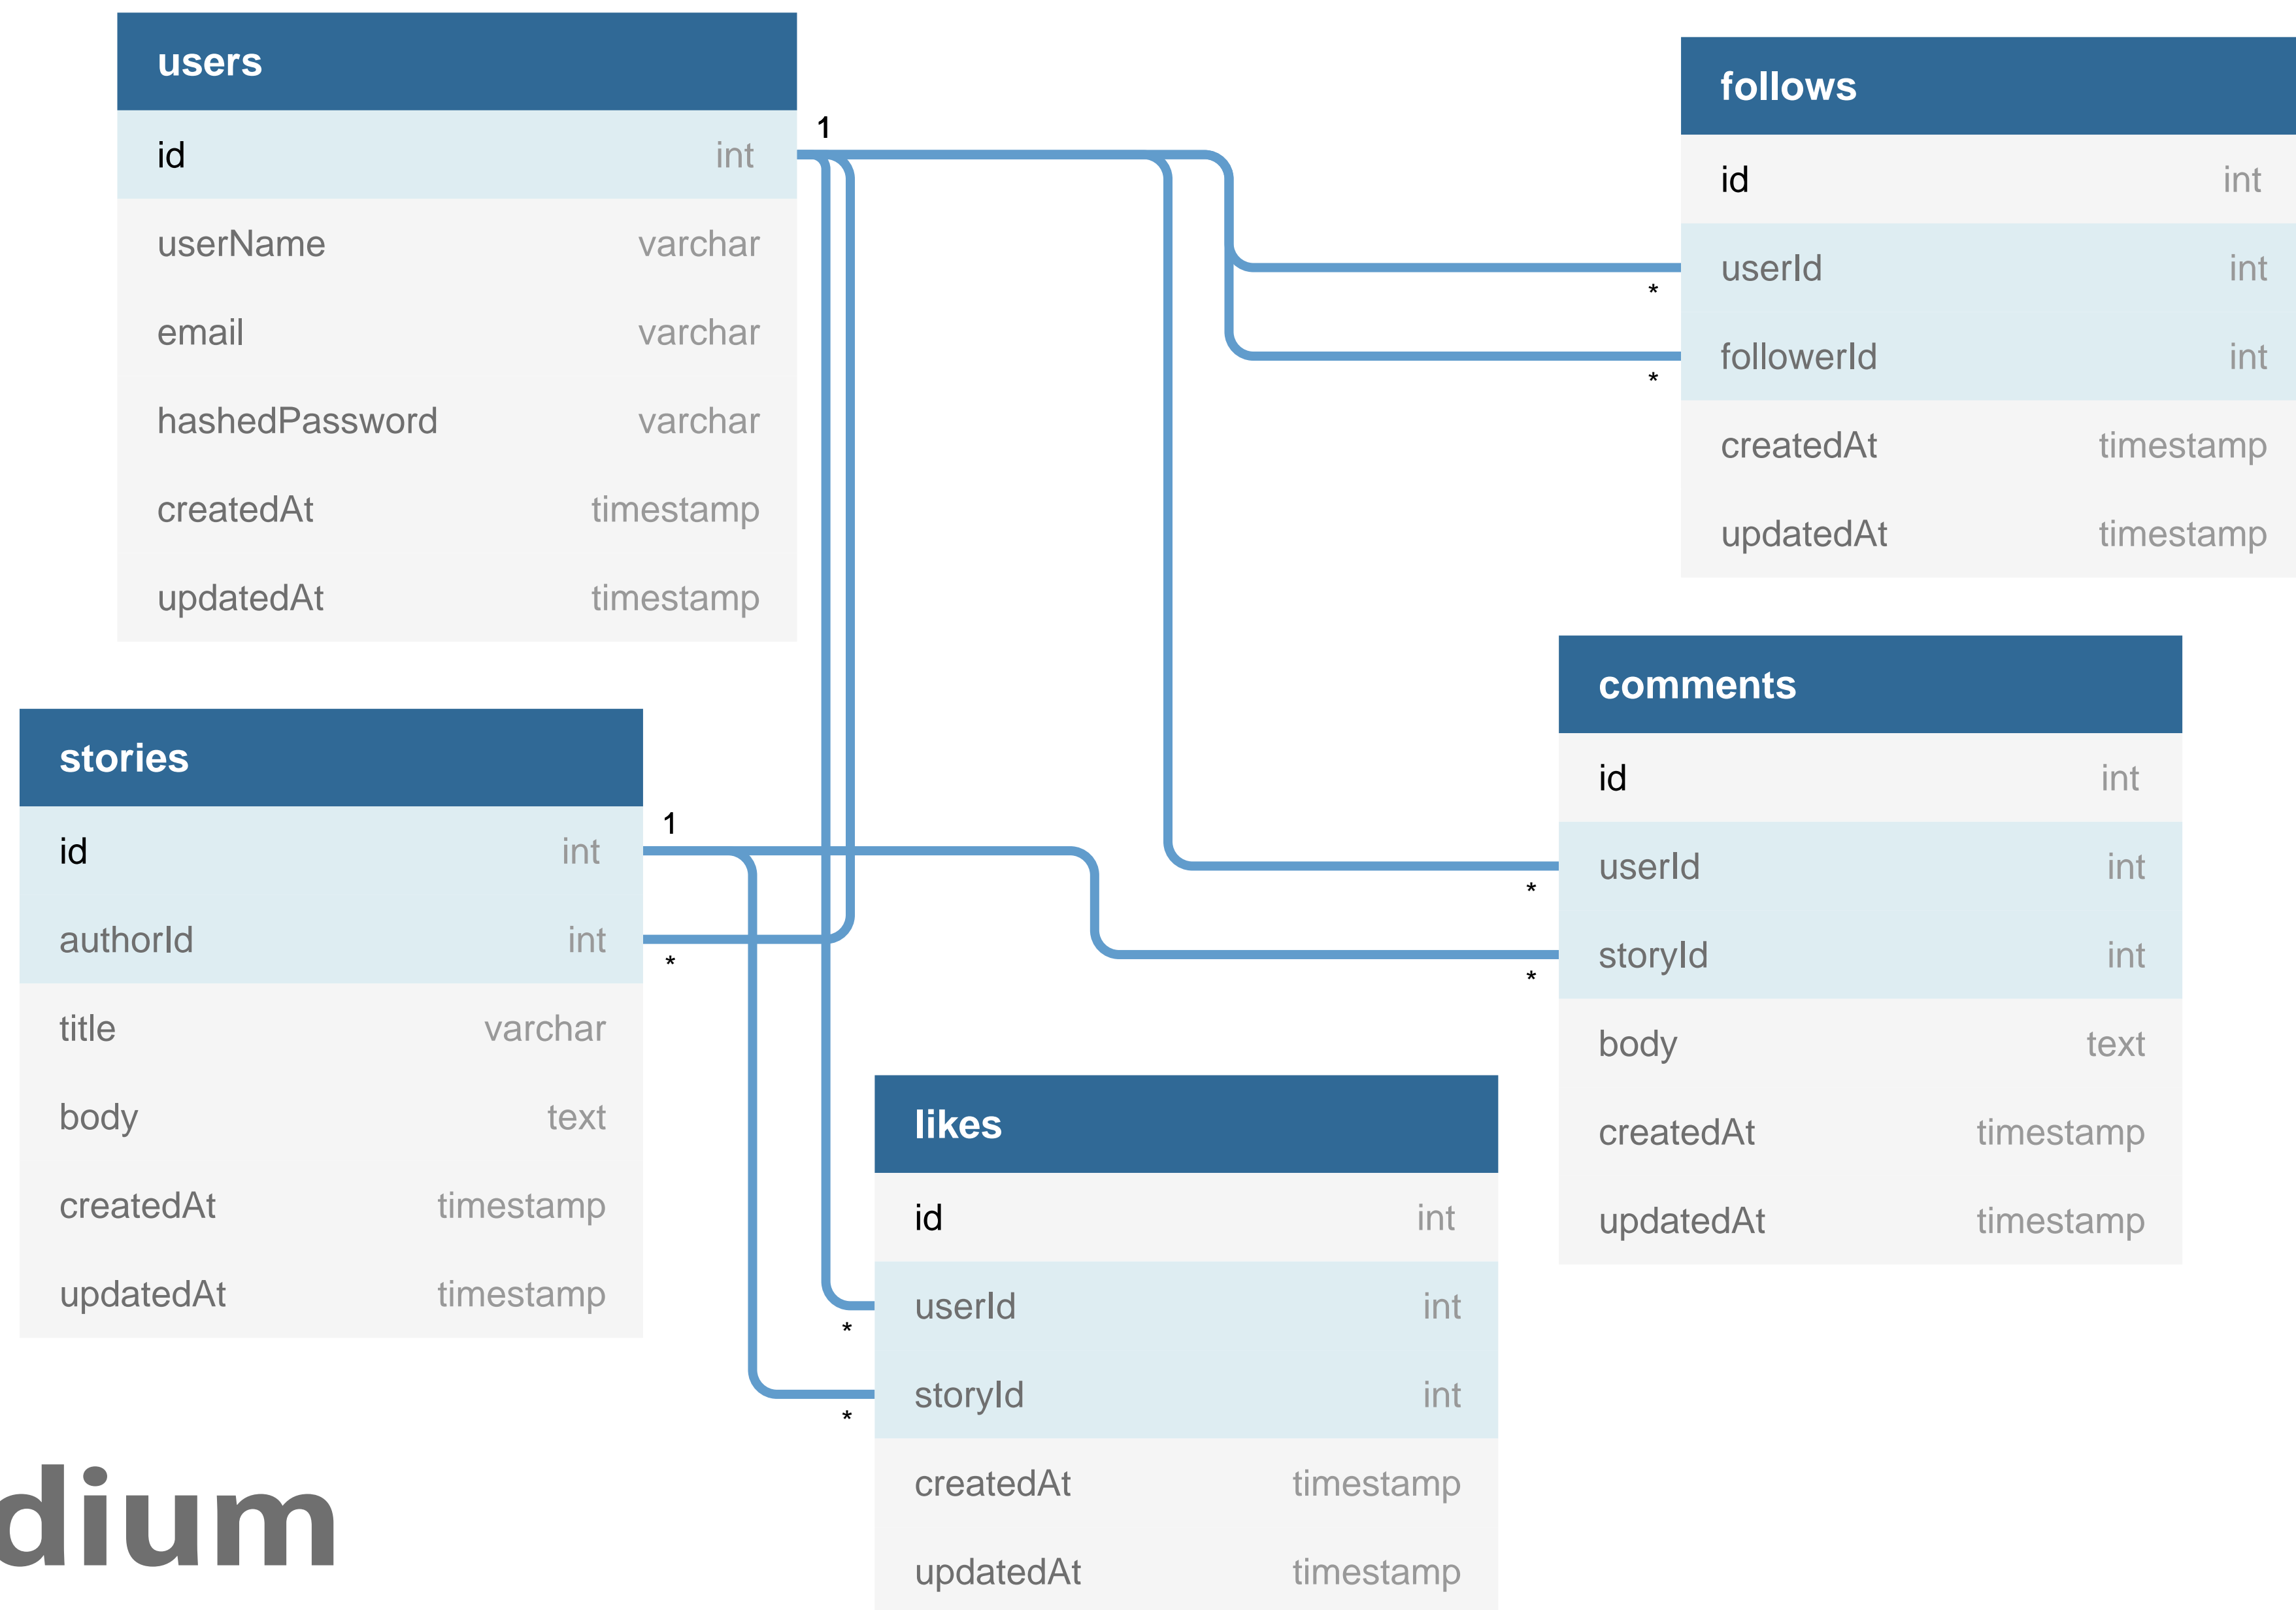 users
id int
userName varchar
email varchar
hashedPassword varchar
createdAt timestamp
updatedAt timestamp
1
follows
id int
userId int
followerId int
createdAt timestamp
updatedAt timestamp
*
*
stories
id int
authorId int
title varchar
body text
createdAt timestamp
updatedAt timestamp
1
*
comments
id int
userId int
storyId int
body text
createdAt timestamp
updatedAt timestamp
*
*
likes
id int
userId int
storyId int
createdAt timestamp
updatedAt timestamp
*
*
dium